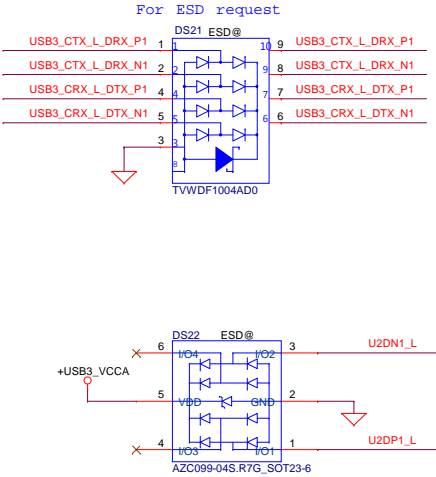 For ESD request
DS21 ESD@
USB3_CTX_L_DRX_P1 1 1 10 9 USB3_CTX_L_DRX_P1
USB3_CTX_L_DRX_N1 2 2 9 8 USB3_CTX_L_DRX_N1
USB3_CRX_L_DTX_P1 4 4 7 7 USB3_CRX_L_DTX_P1
USB3_CRX_L_DTX_N1 5 5 6 6 USB3_CRX_L_DTX_N1
3 3
8
TVWDF1004AD0
DS22 ESD@
6 I/O4 I/O2 3 U2DN1_L
+USB3_VCCA
5 VDD GND 2
4 I/O3 I/O1 1 U2DP1_L
AZC099-04S.R7G_SOT23-6